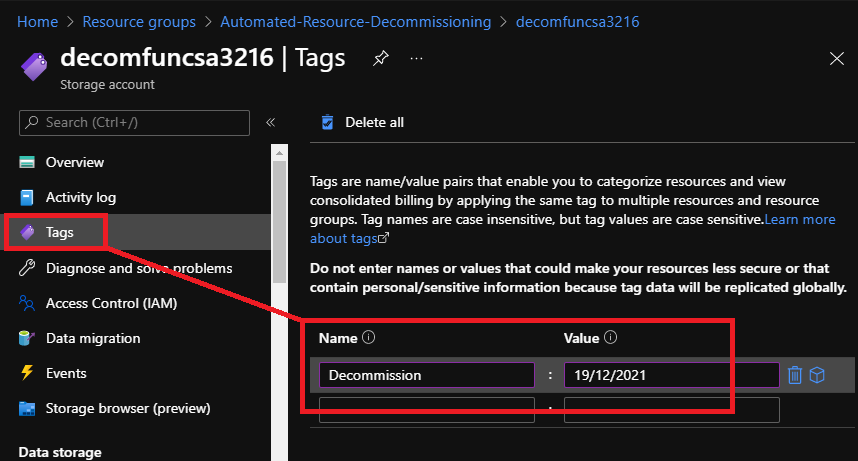 Home > Resource groups > Automated-Resource-Decommissioning > decomfuncsa3216
decomfuncsa3216 | Tags
Storage account
Search (Ctrl+/)
Overview
Activity log
Tags
Diagnose and solve problems
Access Control (IAM)
Data migration
Events
Storage browser (preview)
Data storage
Delete all
Tags are name/value pairs that enable you to categorize resources and view
consolidated billing by applying the same tag to multiple resources and resource
groups. Tag names are case insensitive, but tag values are case sensitive.Learn more
about tags
Do not enter names or values that could make your resources less secure or that
contain personal/sensitive information because tag data will be replicated globally.
Name Value
Decommission : 19/12/2021
: